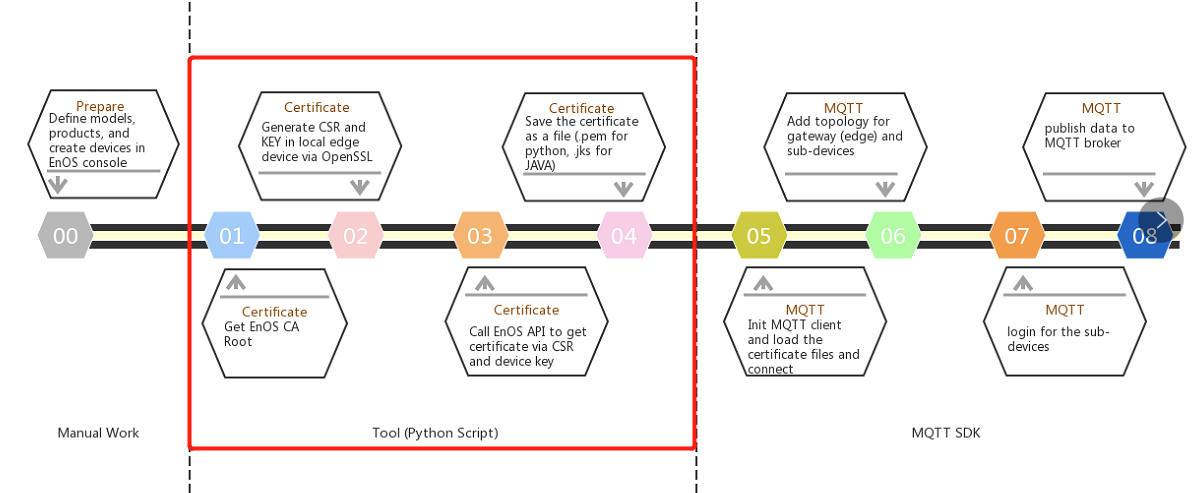 Prepare
Define models,
products, and
create devices in
EnOS console
Certificate
Generate CSR and
KEY in local edge
device via OpenSSL
Certificate
Save the certificate
as a file (.pem for
python, .jks for
JAVA)
MQTT
Add topology for
gateway (edge) and
sub-devices
MQTT
publish data to
MQTT broker
00
01
02
03
04
05
06
07
08
Certificate
Get EnOS CA
Root
Certificate
Call EnOS API to get
certificate via CSR
and device key
MQTT
Init MQTT client
and load the
certificate files and
connect
MQTT
login for the sub-
devices
Manual Work
Tool (Python Script)
MQTT SDK